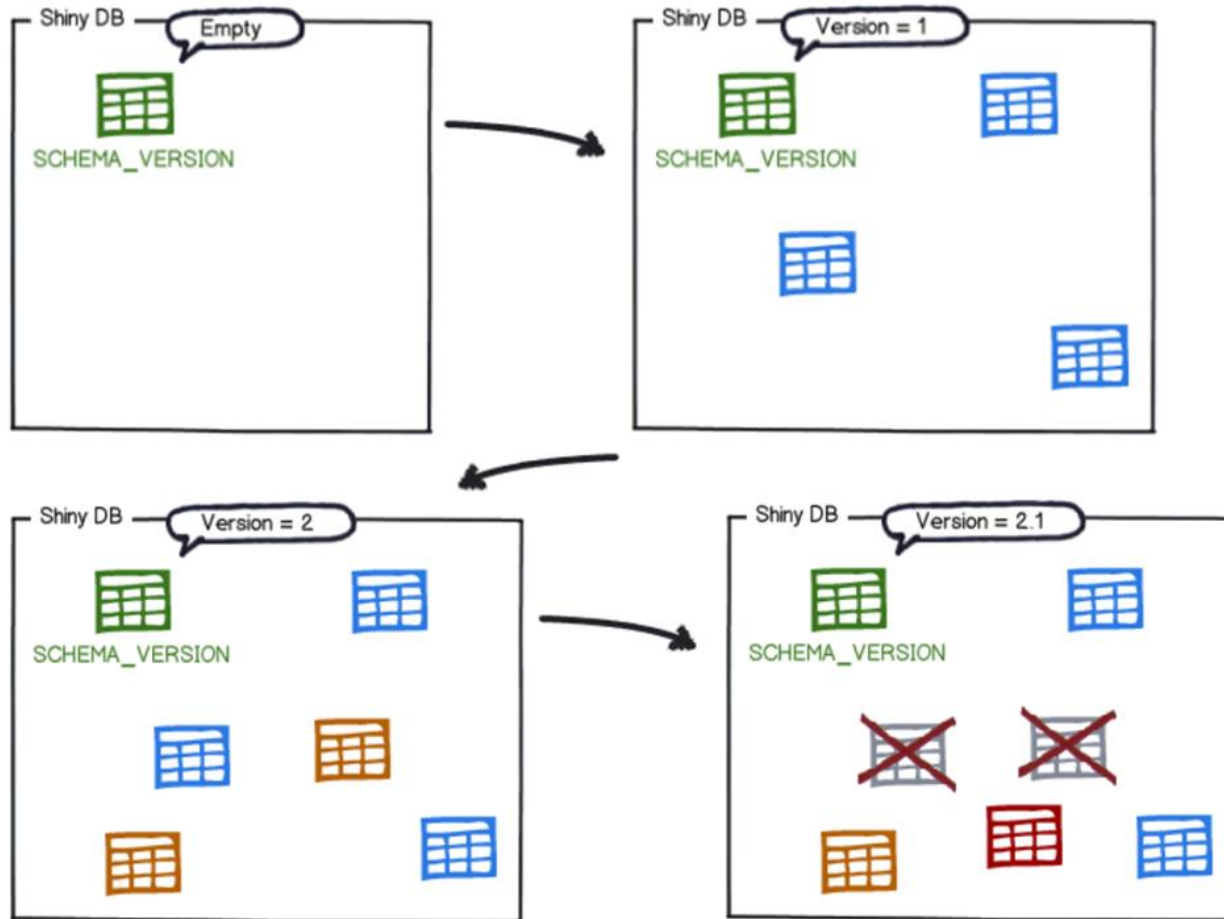 Shiny DB
Empty
SCHEMA_VERSION
Shiny DB
Version = 1
SCHEMA_VERSION
Shiny DB
Version = 2
SCHEMA_VERSION
Shiny DB
Version = 2.1
SCHEMA_VERSION